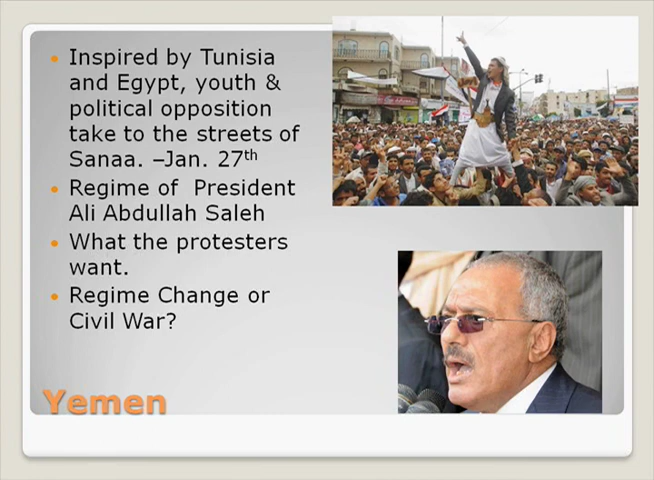 Inspired by Tunisia
and Egypt, youth &
political opposition
take to the streets of
Sanaa. –Jan. 27th
Regime of  President
Ali Abdullah Saleh
What the protesters
want.
Regime Change or
Civil War?
Yemen